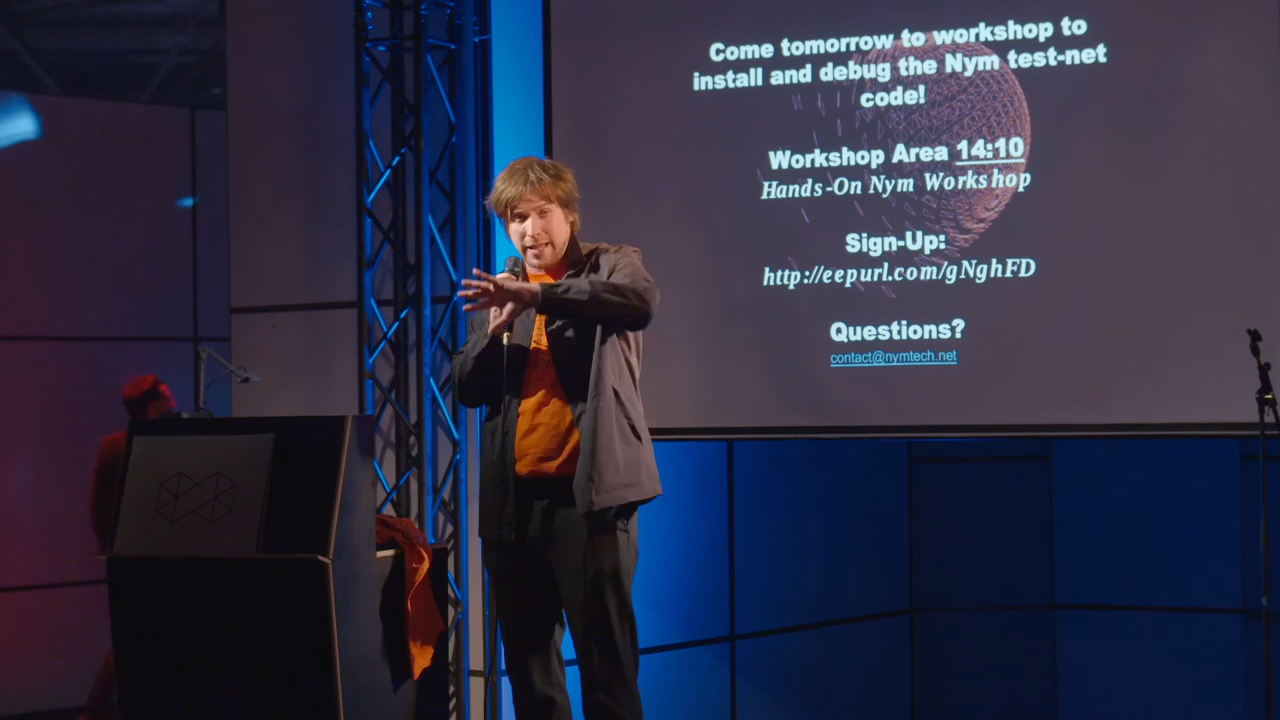 Come tomorrow to workshop to
install and debug the Nym test-net
code!
Workshop Area 14:10
Hands-On Nym Workshop
Sign-Up:
http://eepurl.com/gNghFD
Questions?
contact@nymtech.net